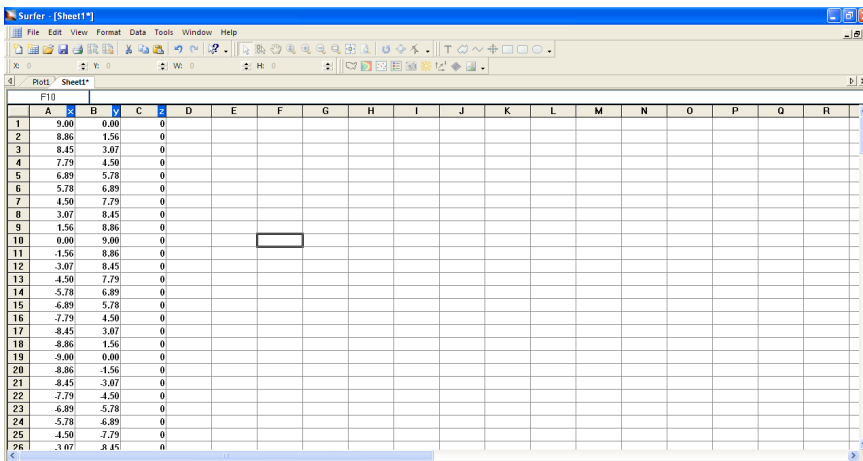 Surfer - [Sheet1*]
File Edit View Format Data Tools Window Help
X: 0 Y: 0 W: 0 H: 0
Plot1 Sheet1*
F10
A x B y C z D E F G H I J K L M N O P Q R
1 9.00 0.00 0
2 8.86 1.56 0
3 8.45 3.07 0
4 7.79 4.50 0
5 6.89 5.78 0
6 5.78 6.89 0
7 4.50 7.79 0
8 3.07 8.45 0
9 1.56 8.86 0
10 0.00 9.00 0
11 -1.56 8.86 0
12 -3.07 8.45 0
13 -4.50 7.79 0
14 -5.78 6.89 0
15 -6.89 5.78 0
16 -7.79 4.50 0
17 -8.45 3.07 0
18 -8.86 1.56 0
19 -9.00 0.00 0
20 -8.86 -1.56 0
21 -8.45 -3.07 0
22 -7.79 -4.50 0
23 -6.89 -5.78 0
24 -5.78 -6.89 0
25 -4.50 -7.79 0
26 -3.07 -8.45 0